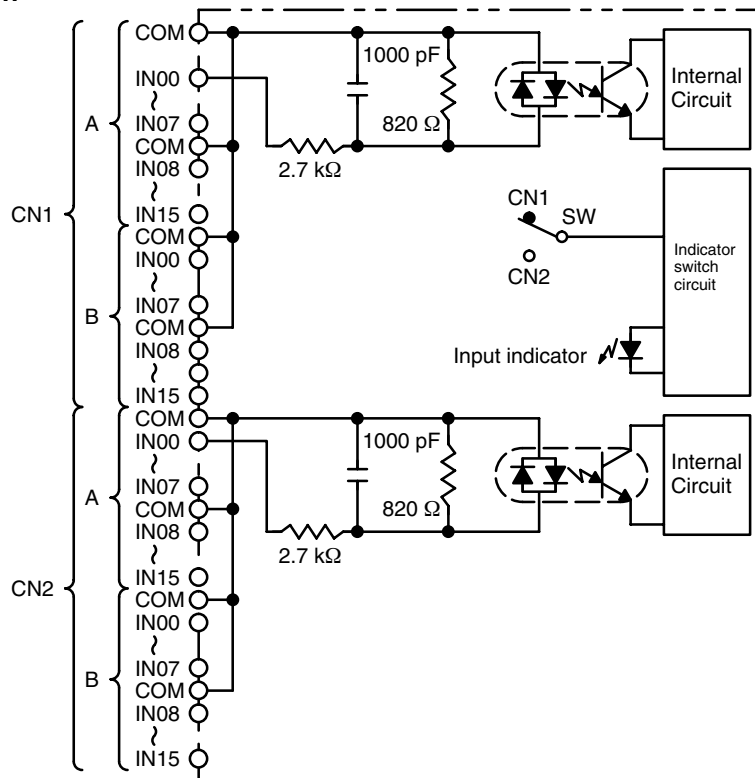 COM
IN00
~
IN07
COM
IN08
~
IN15
COM
IN00
~
IN07
COM
IN08
~
IN15
COM
IN00
~
IN07
COM
IN08
~
IN15
COM
IN00
~
IN07
COM
IN08
~
IN15
A
B
CN1
A
B
CN2
1000 pF
820 Ω
2.7 kΩ
Internal
Circuit
CN1
SW
CN2
Indicator
switch
circuit
Input indicator
1000 pF
820 Ω
2.7 kΩ
Internal
Circuit